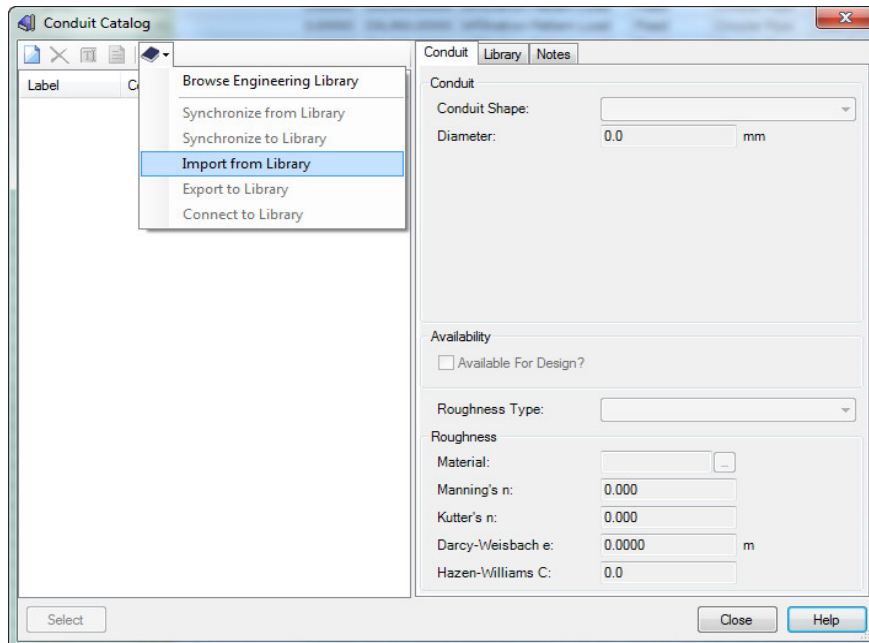 Conduit Catalog
Label
Browse Engineering Library
Synchronize from Library
Synchronize to Library
Import from Library
Export to Library
Connect to Library
Conduit Library Notes
Conduit
Conduit Shape:
Diameter: 0.0 mm
Availability
Available For Design?
Roughness Type:
Roughness
Material: ...
Manning's n: 0.000
Kutter's n: 0.000
Darcy-Weisbach e: 0.0000 m
Hazen-Williams C: 0.0
Select
Close Help